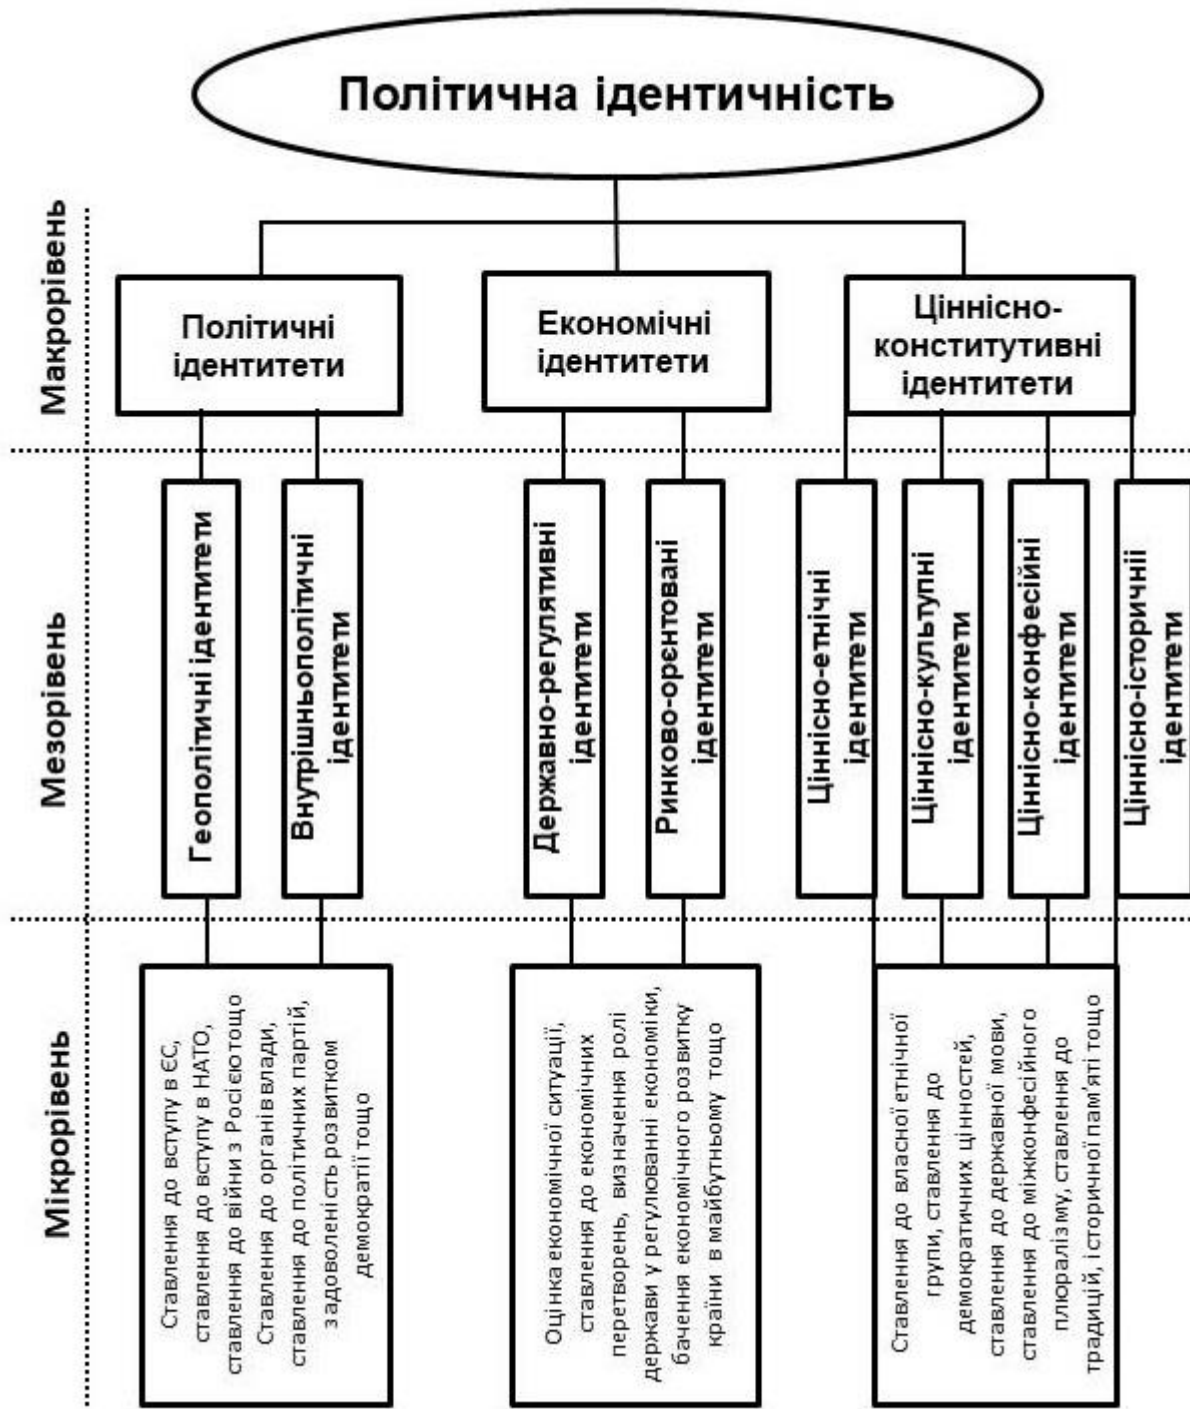 Політична ідентичність
Макрорівень
Політичні
ідентитети
Економічні
ідентитети
Ціннісно-
конститутивні
ідентитети
Мезорівень
Геополітичні ідентитети
Внутрішньополітичні
ідентитети
Державно-регулятивні
ідентитети
Ринково-орєнтовані
ідентитети
Ціннісно-етнічні
ідентитети
Ціннісно-культупні
ідентитети
Ціннісно-конфесійні
ідентитети
Ціннісно-історичніі
ідентитети
Мікрорівень
Ставлення до вступу в ЄС,
ставлення до вступу в НАТО,
ставлення до війни з Росією тощо
Ставлення до органів влади,
ставлення до політичних партій,
задоволеність розвитком
демократії тощо
Оцінка економічної ситуації,
ставлення до економічних
перетворень, визначення ролі
держави у регулюванні економіки,
бачення економічного розвитку
країни в майбутньому тощо
Ставлення до власної етнічної
групи, ставлення до
демократичних цінностей,
ставлення до державної мови,
ставлення до міжконфесійного
плюралізму, ставлення до
традицій, історичної пам'яті тощо